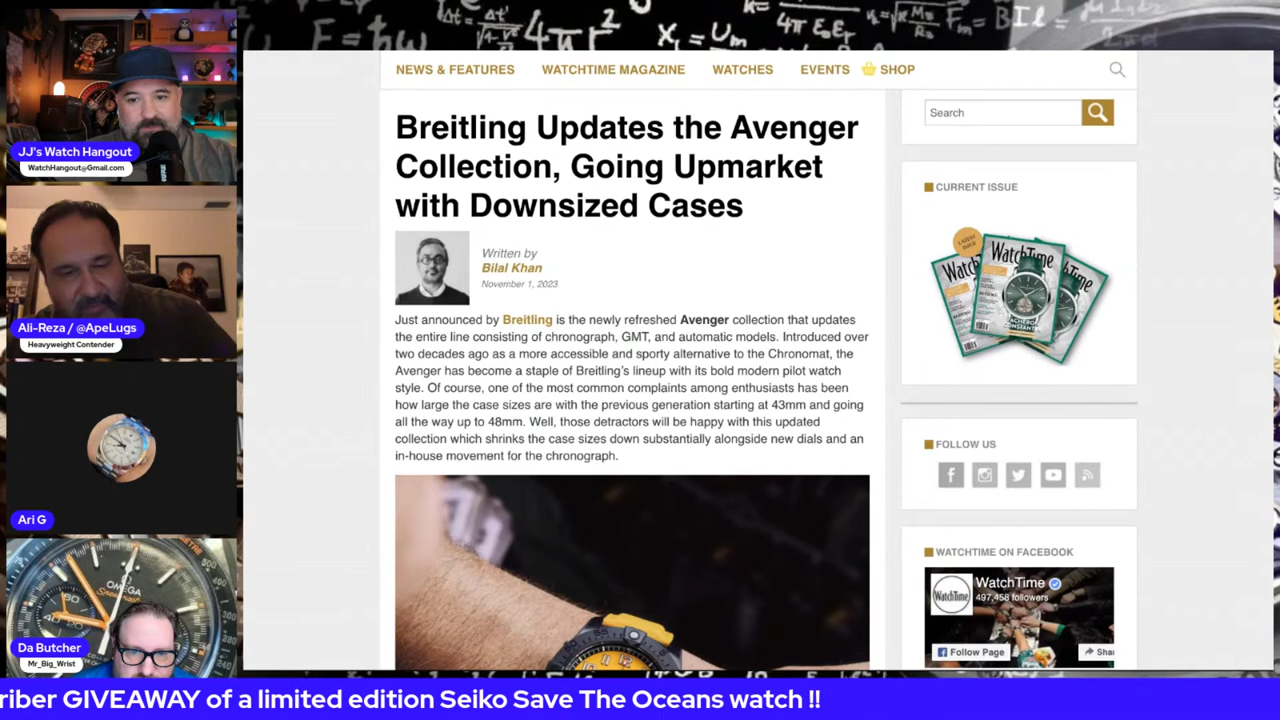 JJ's Watch Hangout
WatchHangout@Gmail.com
Ali-Reza / @ApeLugs
Heavyweight Contender
Ari G
OMEGA
Speedmaster
Da Butcher
Mr_Big_Wrist
NEWS & FEATURES WATCHTIME MAGAZINE WATCHES EVENTS SHOP
Breitling Updates the Avenger
Collection, Going Upmarket
with Downsized Cases
Written by
Bilal Khan
November 1, 2023
Just announced by Breitling is the newly refreshed Avenger collection that updates
the entire line consisting of chronograph, GMT, and automatic models. Introduced over
two decades ago as a more accessible and sporty alternative to the Chronomat, the
Avenger has become a staple of Breitling's lineup with its bold modern pilot watch
style. Of course, one of the most common complaints among enthusiasts has been
how large the case sizes are with the previous generation starting at 43mm and going
all the way up to 48mm. Well, those detractors will be happy with this updated
collection which shrinks the case sizes down substantially alongside new dials and an
in-house movement for the chronograph.
Search
CURRENT ISSUE
LATEST
ISSUE
WatchTime
VACHERON
CONSTANTIN
FOLLOW US
WATCHTIME ON FACEBOOK
WatchTime
WatchTime
497,458 followers
Follow Page
Shar
riber GIVEAWAY of a limited edition Seiko Save The Oceans watch !!